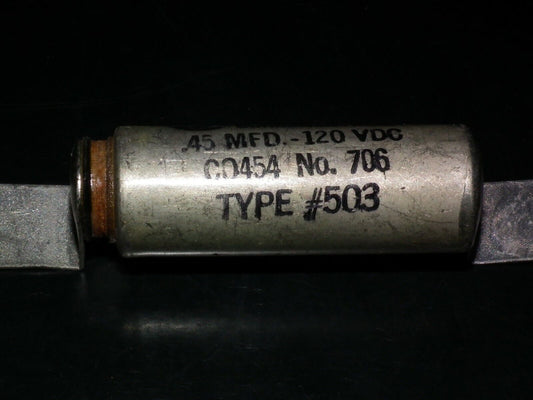 .45 MFD.-120 VDC
CO454 No. 706
TYPE #503